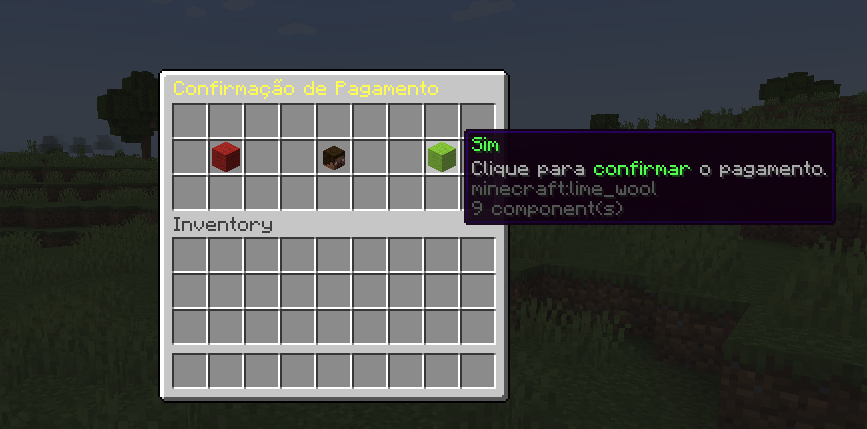 Confirmação de Pagamento
Sim
Clique para confirmar o pagamento.
minecraft:lime_wool
9 component(s)
Inventory